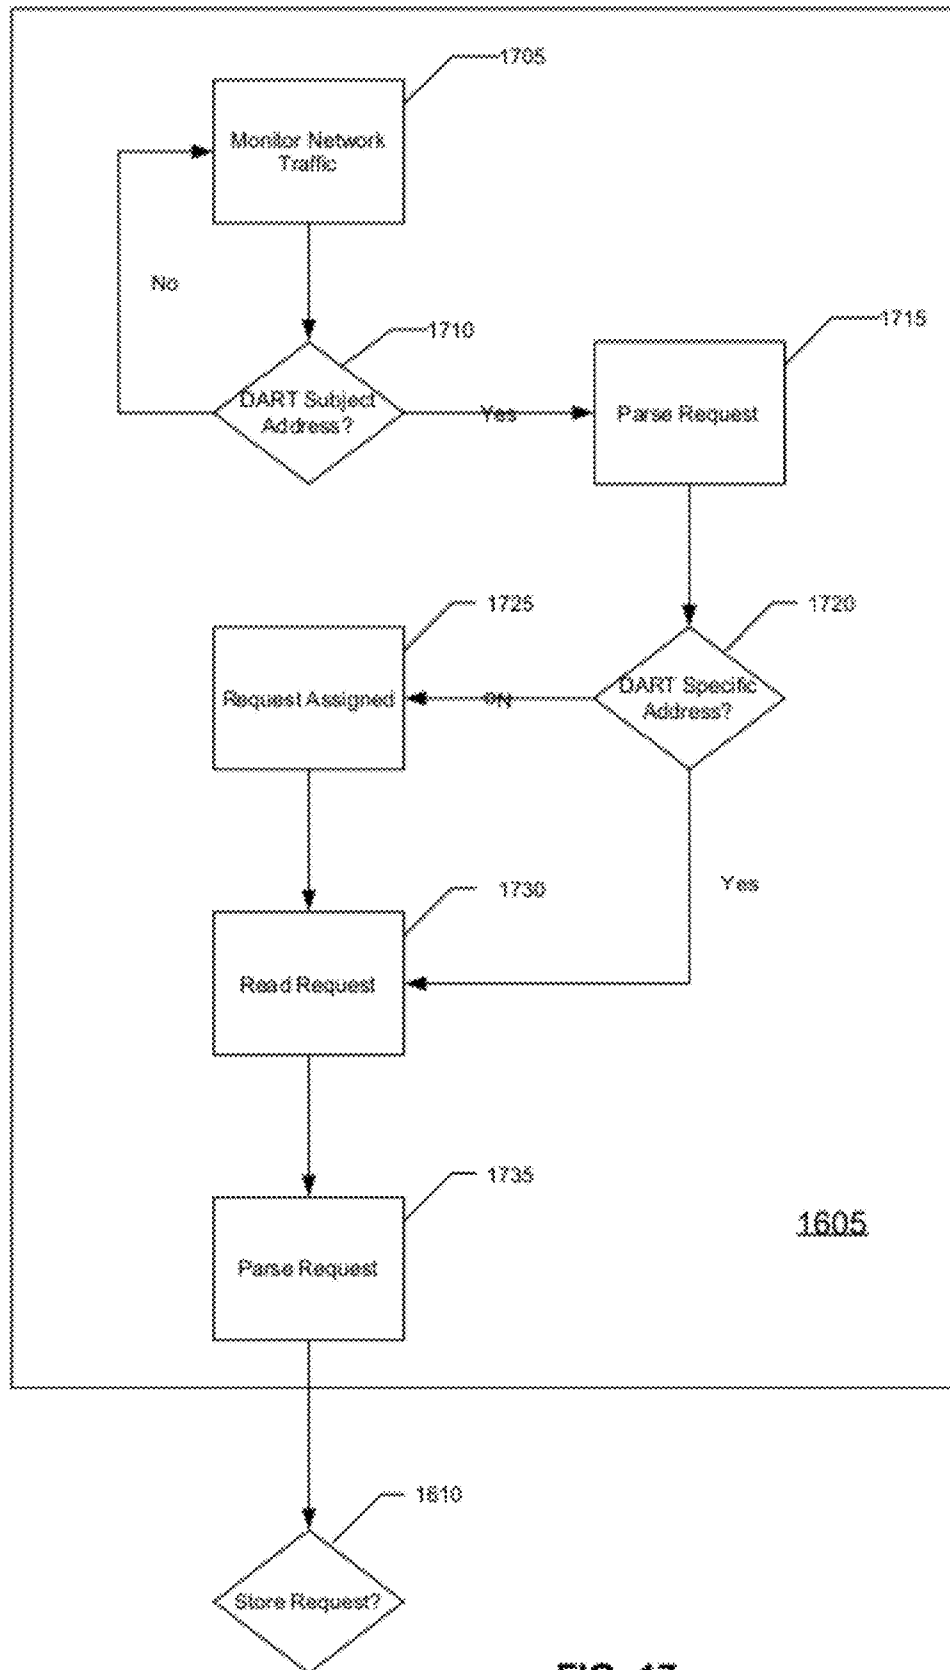 1705
Monitor Network
Traffic
No
1710
DART Subject
Address?
Yes
1715
Parse Request
1720
DART Specific
Address?
1725
Request Assigned
Yes
1730
Read Request
1735
Parse Request
1605
1610
Store Request?